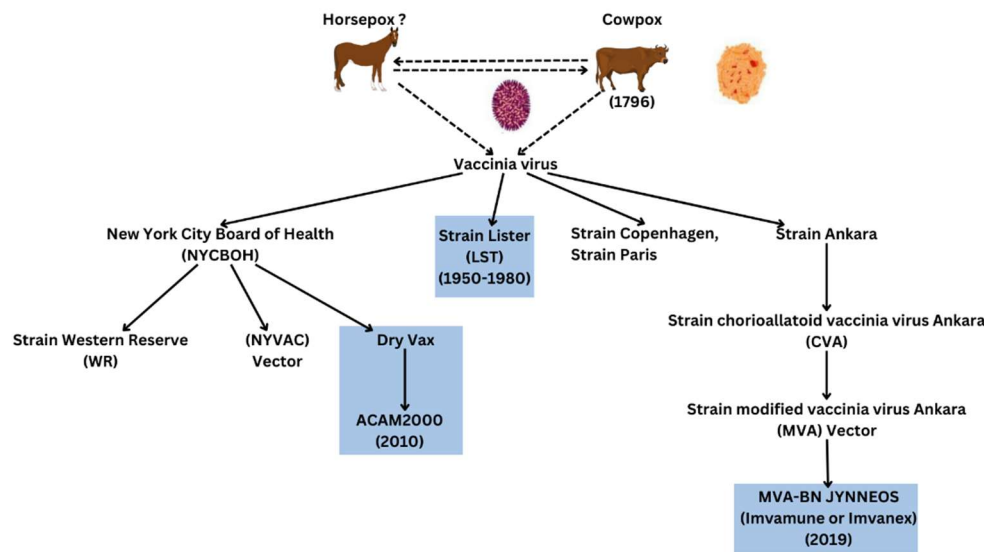 Horsepox ?
Cowpox
(1796)
Vaccinia virus
New York City Board of Health
(NYCBOH)
Strain Lister
(LST)
(1950-1980)
Strain Copenhagen,
Strain Paris
Strain Ankara
Strain Western Reserve
(WR)
(NYVAC)
Vector
Dry Vax
ACAM2000
(2010)
Strain chorioallatoid vaccinia virus Ankara
(CVA)
Strain modified vaccinia virus Ankara
(MVA) Vector
MVA-BN JYNNEOS
(Imvamune or Imvanex)
(2019)